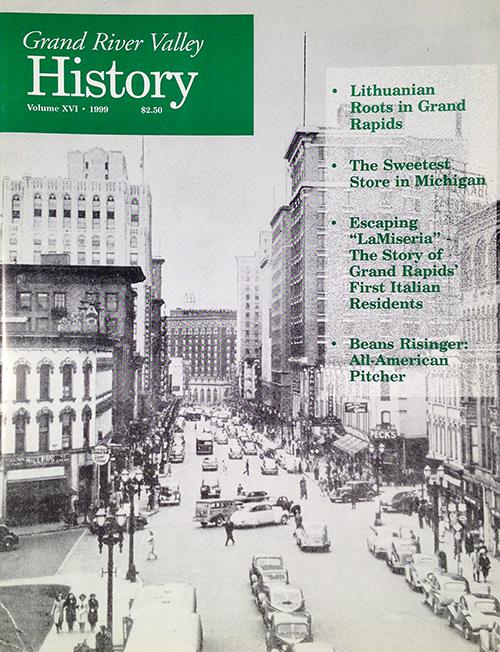 Grand River Valley
History
Volume XVI • 1999 $2.50
• Lithuanian
Roots in Grand
Rapids
• The Sweetest
Store in Michigan
• Escaping
"LaMiseria" -
The Story of
Grand Rapids'
First Italian
Residents
• Beans Risinger:
All-American
Pitcher
PECK'S